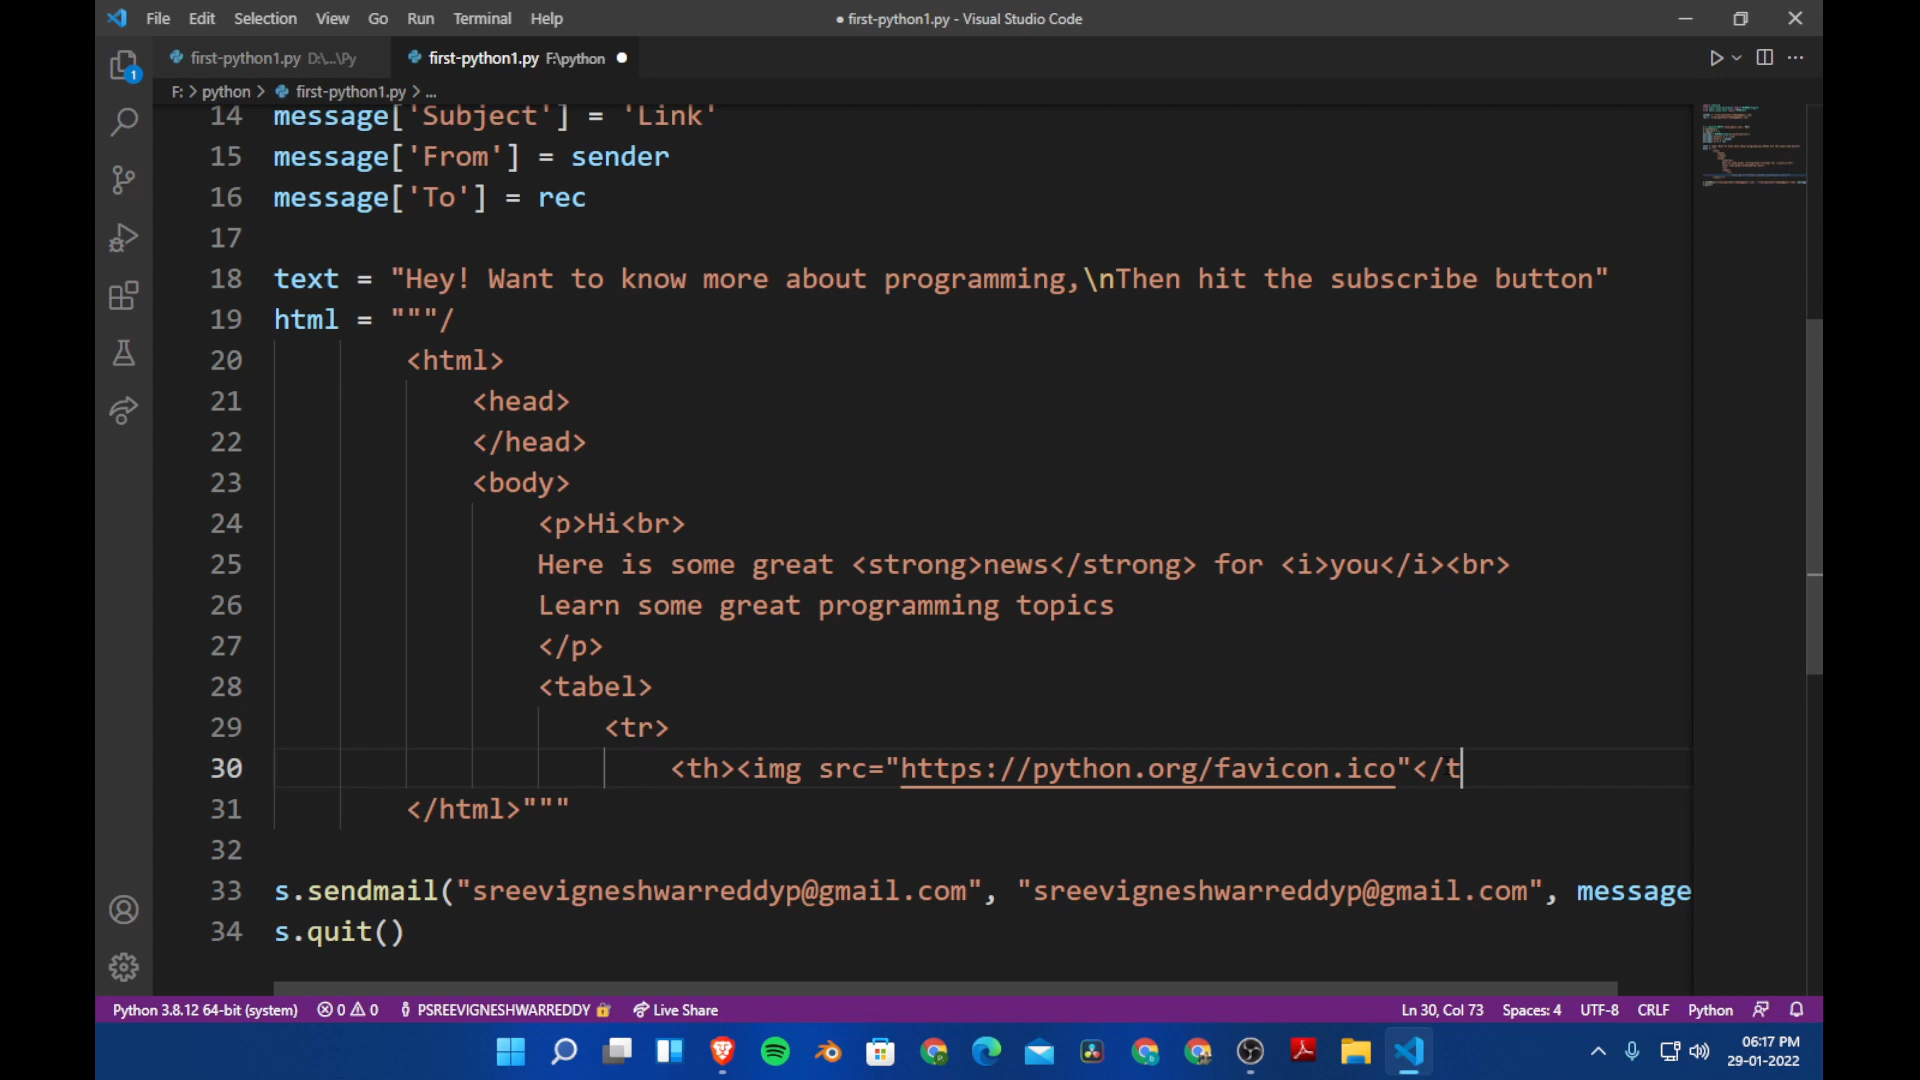 File Edit Selection View Go Run Terminal Help ● first-python1.py - Visual Studio Code
first-python1.py D:\...\Py first-python1.py F:\python
F: > python > first-python1.py > ...
14 message['Subject'] = 'Link'
15 message['From'] = sender
16 message['To'] = rec
17
18 text = "Hey! Want to know more about programming,\nThen hit the subscribe button"
19 html = """/
20 <html>
21 <head>
22 </head>
23 <body>
24 <p>Hi<br>
25 Here is some great <strong>news</strong> for <i>you</i><br>
26 Learn some great programming topics
27 </p>
28 <tabel>
29 <tr>
30 <th><img src="https://python.org/favicon.ico"</t
31 </html>"""
32
33 s.sendmail("sreevigneshwarreddyp@gmail.com", "sreevigneshwarreddyp@gmail.com", message
34 s.quit()
1
Python 3.8.12 64-bit (system) 0 0 PSREEVIGNESHWARREDDY Live Share Ln 30, Col 73 Spaces: 4 UTF-8 CRLF Python
06:17 PM
29-01-2022